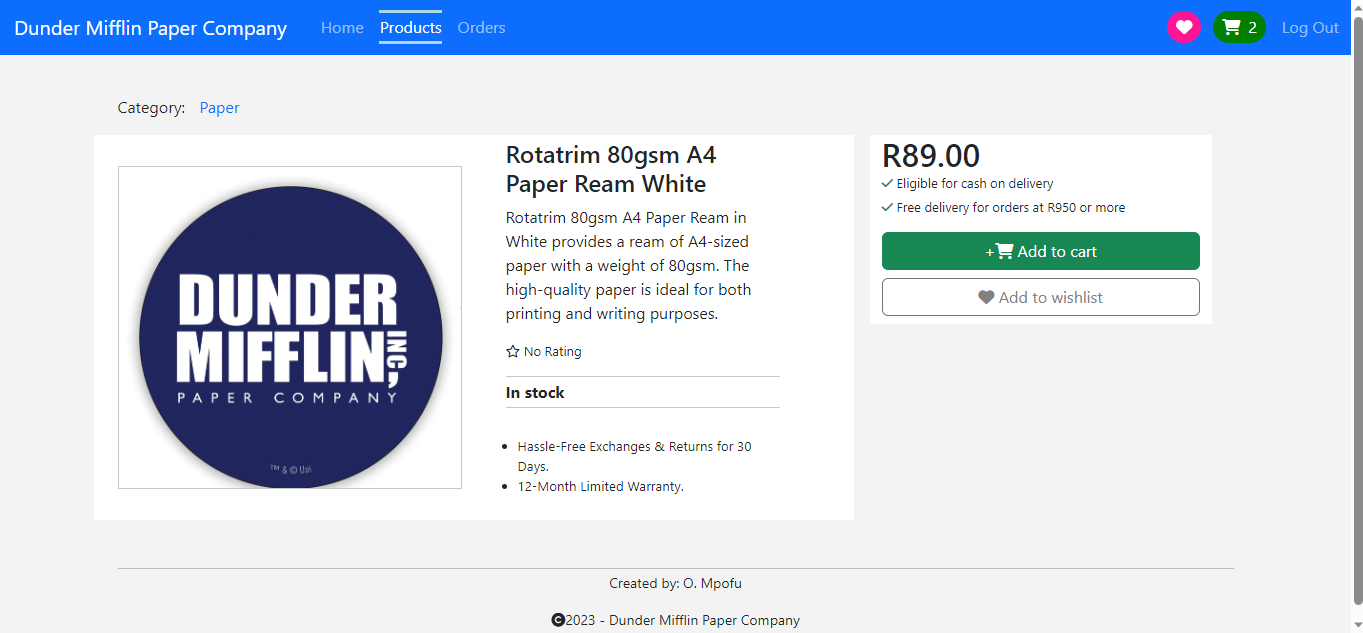 Dunder Mifflin Paper Company Home Products Orders 2 Log Out
Category: Paper
DUNDER
MIFFLIN INC,
PAPER COMPANY
Rotatrim 80gsm A4
Paper Ream White
Rotatrim 80gsm A4 Paper Ream in
White provides a ream of A4-sized
paper with a weight of 80gsm. The
high-quality paper is ideal for both
printing and writing purposes.
No Rating
In stock
Hassle-Free Exchanges & Returns for 30
Days.
12-Month Limited Warranty.
R89.00
Eligible for cash on delivery
Free delivery for orders at R950 or more
+ Add to cart
Add to wishlist
Created by: O. Mpofu
©2023 - Dunder Mifflin Paper Company